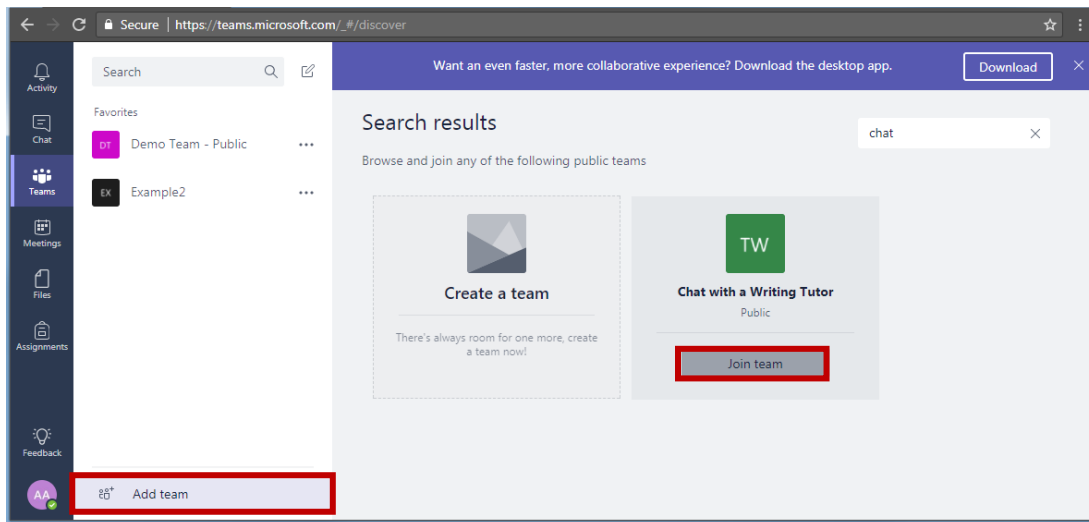 Secure | https://teams.microsoft.com/_#/discover
Activity
Chat
Teams
Meetings
Files
Assignments
Feedback
AA
Search
Favorites
DT Demo Team - Public
EX Example2
Add team
Want an even faster, more collaborative experience? Download the desktop app.
Download
Search results
chat
Browse and join any of the following public teams
Create a team
There's always room for one more, create
a team now!
TW
Chat with a Writing Tutor
Public
Join team